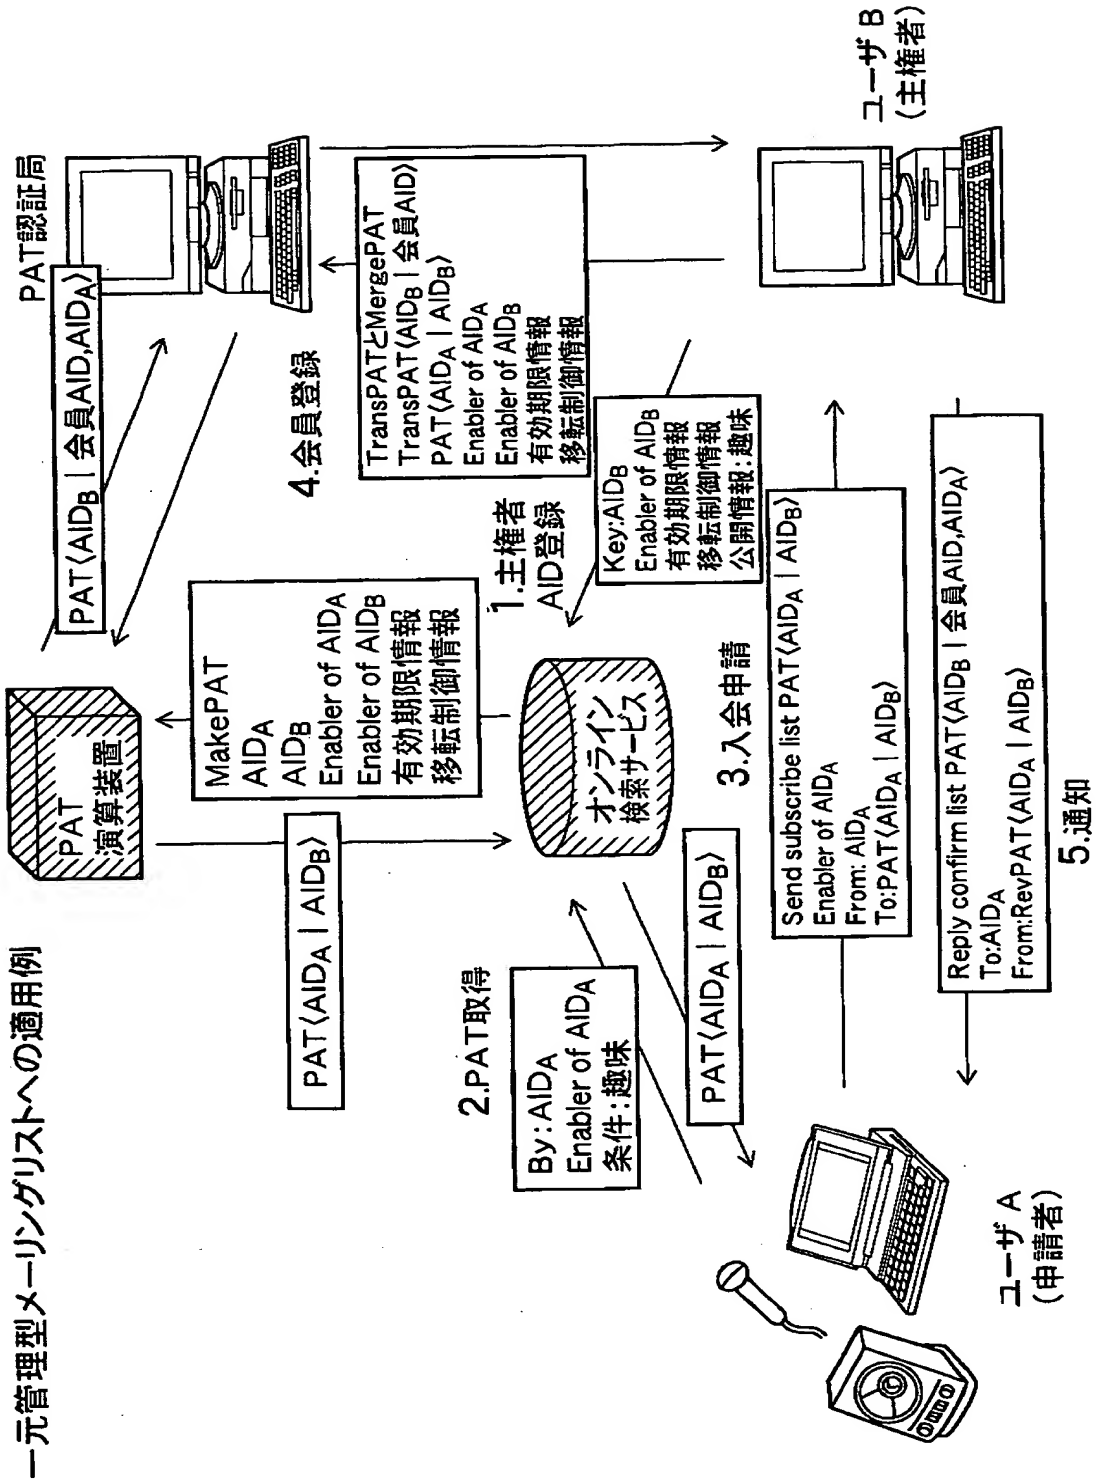 一元管理型メーリングリストへの適用例
PAT
演算装置
PAT認証局
PAT〈AIDB | 会員AID,AIDA〉
MakePAT
AIDA
AIDB
Enabler of AIDA
Enabler of AIDB
有効期限情報
移転制御情報
PAT〈AIDA | AIDB〉
4.会員登録
TransPATとMergePAT
TransPAT〈AIDB | 会員AID〉
PAT〈AIDA | AIDB〉
Enabler of AIDA
Enabler of AIDB
有効期限情報
移転制御情報
1.主権者
AID登録
Key:AIDB
Enabler of AIDB
有効期限情報
移転制御情報
公開情報:趣味
オンライン
検索サービス
2.PAT取得
By:AIDA
Enabler of AIDA
条件:趣味
PAT〈AIDA | AIDB〉
3.入会申請
Send subscribe list PAT〈AIDA | AIDB〉
Enabler of AIDA
From: AIDA
To:PAT〈AIDA | AIDB〉
Reply confirm list PAT〈AIDB | 会員AID,AIDA〉
To:AIDA
From:RevPAT〈AIDA | AIDB〉
5.通知
ユーザ A
(申請者)
ユーザ B
(主権者)